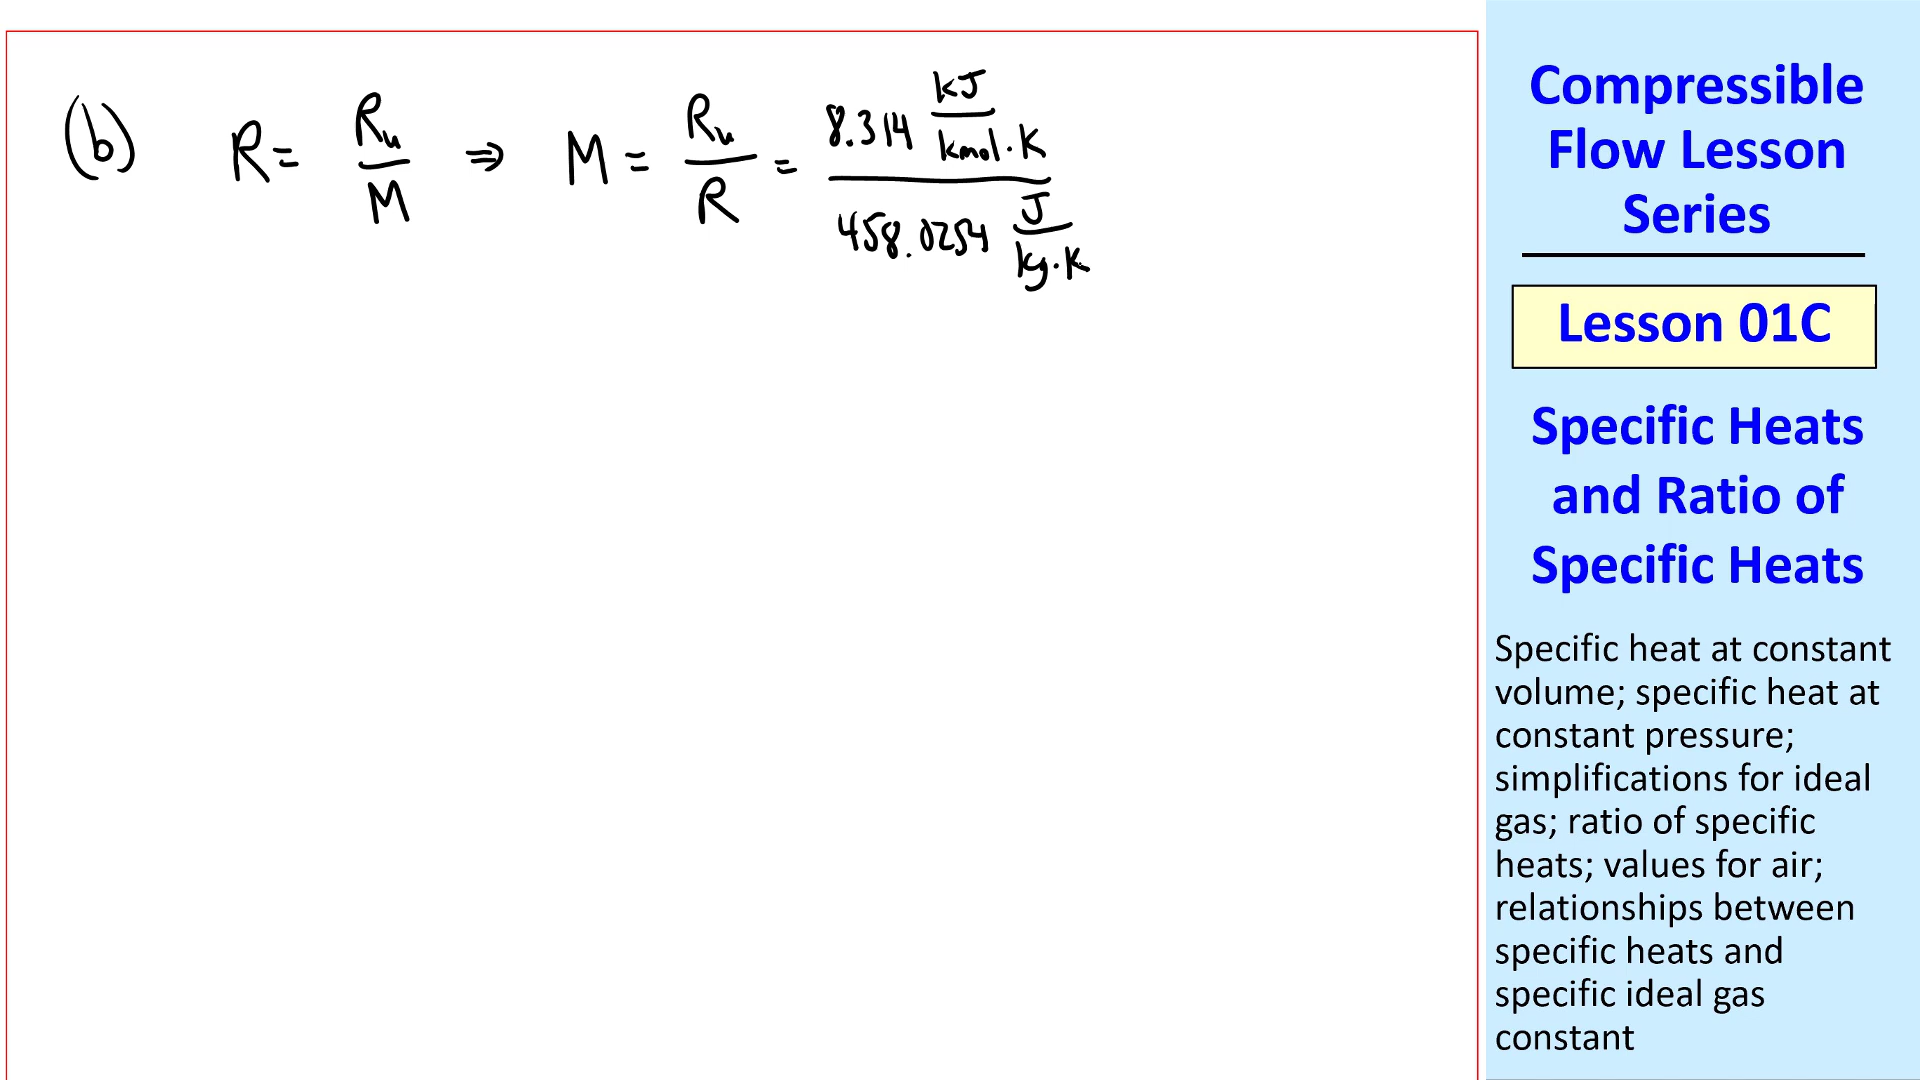 (b) R = Ru/M ⇒ M = Ru/R = 8.314 kJ/kmol·K / 458.0254 J/kg·K
Compressible
Flow Lesson
Series
Lesson 01C
Specific Heats
and Ratio of
Specific Heats
Specific heat at constant
volume; specific heat at
constant pressure;
simplifications for ideal
gas; ratio of specific
heats; values for air;
relationships between
specific heats and
specific ideal gas
constant